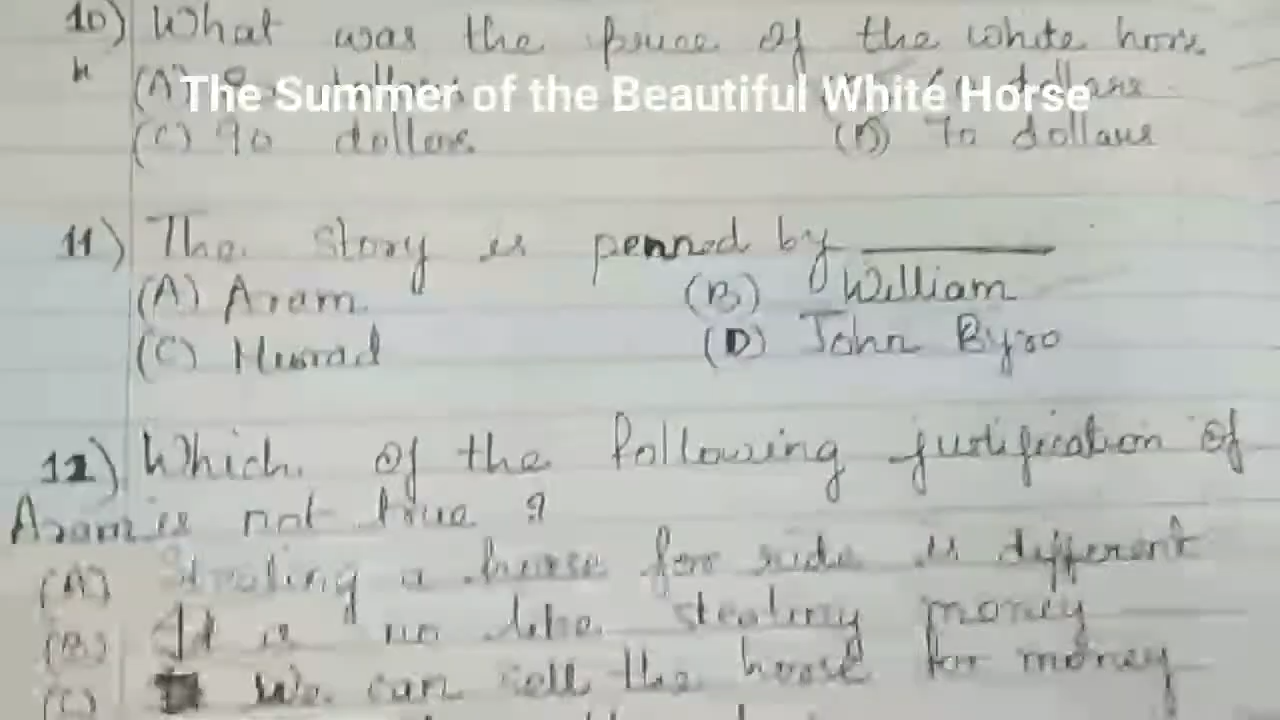 10) What was the price of the white horse
The Summer of the Beautiful White Horse
(A) dollars dollars
(C) 90 dollars (D) 70 dollars
11) The story is penned by ______
(A) Aram (B) William
(C) Murad (D) John Byro
12) Which of the following justification of
Aram is not true ?
(A) Stealing a horse for ride is different
(B) It is no like stealing money
(C) We can sell the horse for money